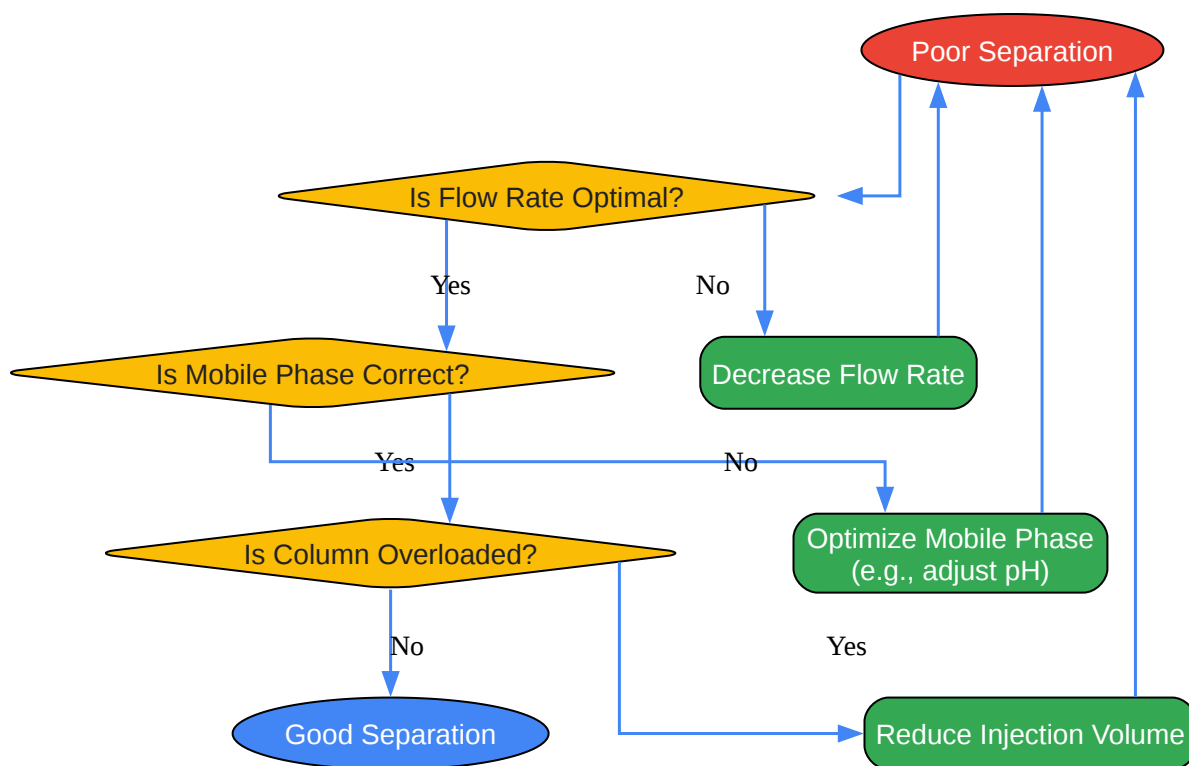 Poor Separation
Is Flow Rate Optimal?
Yes
No
Is Mobile Phase Correct?
Decrease Flow Rate
Yes
No
Is Column Overloaded?
Optimize Mobile Phase
(e.g., adjust pH)
No
Yes
Good Separation
Reduce Injection Volume